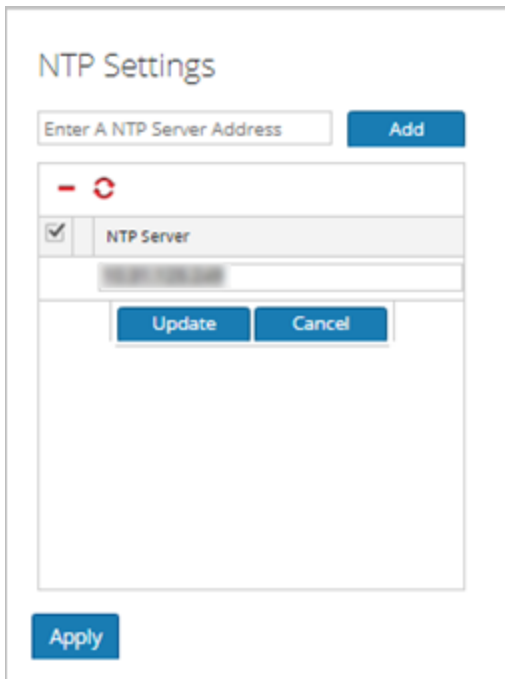 NTP Settings
Enter A NTP Server Address
Add
NTP Server
Update
Cancel
Apply